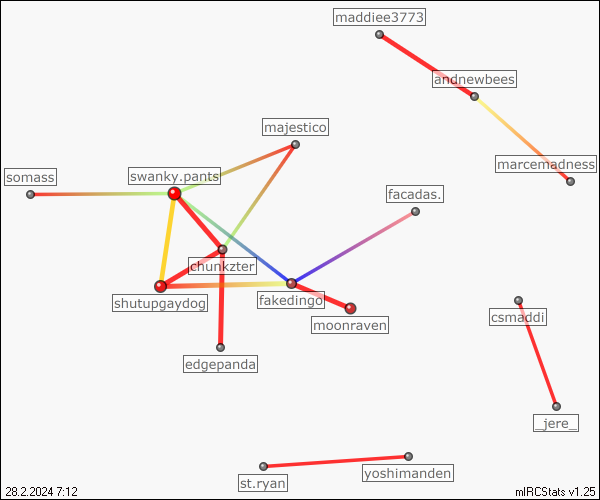 maddiee3773
andnewbees
majestico
marcemadness
somass
swanky.pants
facadas.
chunkzter
shutupgaydog
fakedingo
moonraven
csmaddi
edgepanda
_jere_
st.ryan
yoshimanden
28.2.2024 7:12
mIRCStats v1.25